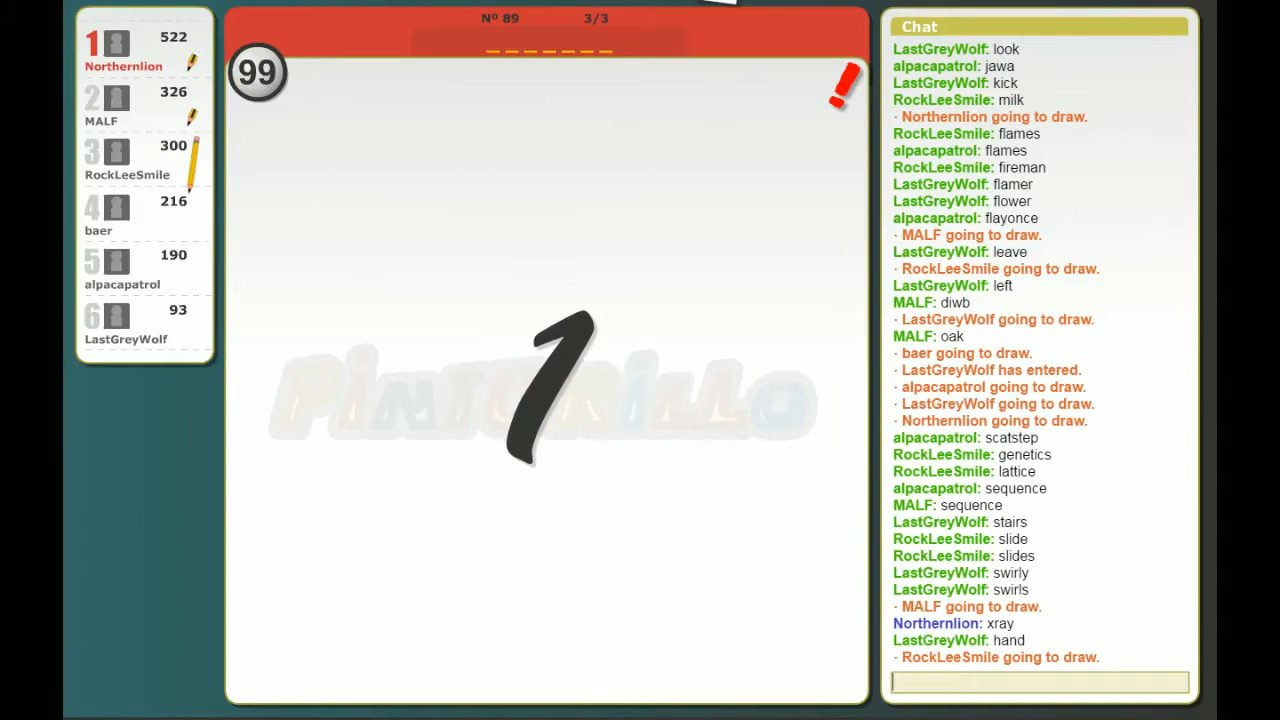 1 522
Northernlion
2 326
MALF
3 300
RockLeeSmile
4 216
baer
5 190
alpacapatrol
6 93
LastGreyWolf
Nº 89 3/3
_ _ _ _ _ _ _
99
!
1
PINTURILLO
Chat
LastGreyWolf: look
alpacapatrol: jawa
LastGreyWolf: kick
RockLeeSmile: milk
· Northernlion going to draw.
RockLeeSmile: flames
alpacapatrol: flames
RockLeeSmile: fireman
LastGreyWolf: flamer
LastGreyWolf: flower
alpacapatrol: flayonce
· MALF going to draw.
LastGreyWolf: leave
· RockLeeSmile going to draw.
LastGreyWolf: left
MALF: diwb
· LastGreyWolf going to draw.
MALF: oak
· baer going to draw.
· LastGreyWolf has entered.
· alpacapatrol going to draw.
· LastGreyWolf going to draw.
· Northernlion going to draw.
alpacapatrol: scatstep
RockLeeSmile: genetics
RockLeeSmile: lattice
alpacapatrol: sequence
MALF: sequence
LastGreyWolf: stairs
RockLeeSmile: slide
RockLeeSmile: slides
LastGreyWolf: swirly
LastGreyWolf: swirls
· MALF going to draw.
Northernlion: xray
LastGreyWolf: hand
· RockLeeSmile going to draw.